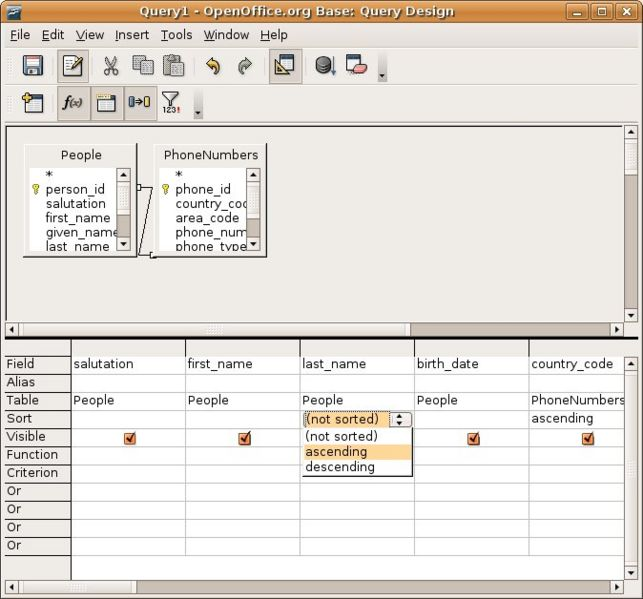 Query1 - OpenOffice.org Base: Query Design
File Edit View Insert Tools Window Help
f(x) 123!
People PhoneNumbers
* *
person_id phone_id
salutation country_coc
first_name area_code
given_name phone_num
last_name phone_type
Field salutation first_name last_name birth_date country_code
Alias
Table People People People People PhoneNumbers
Sort (not sorted) ascending
Visible (not sorted)
Function ascending
Criterion descending
Or
Or
Or
Or